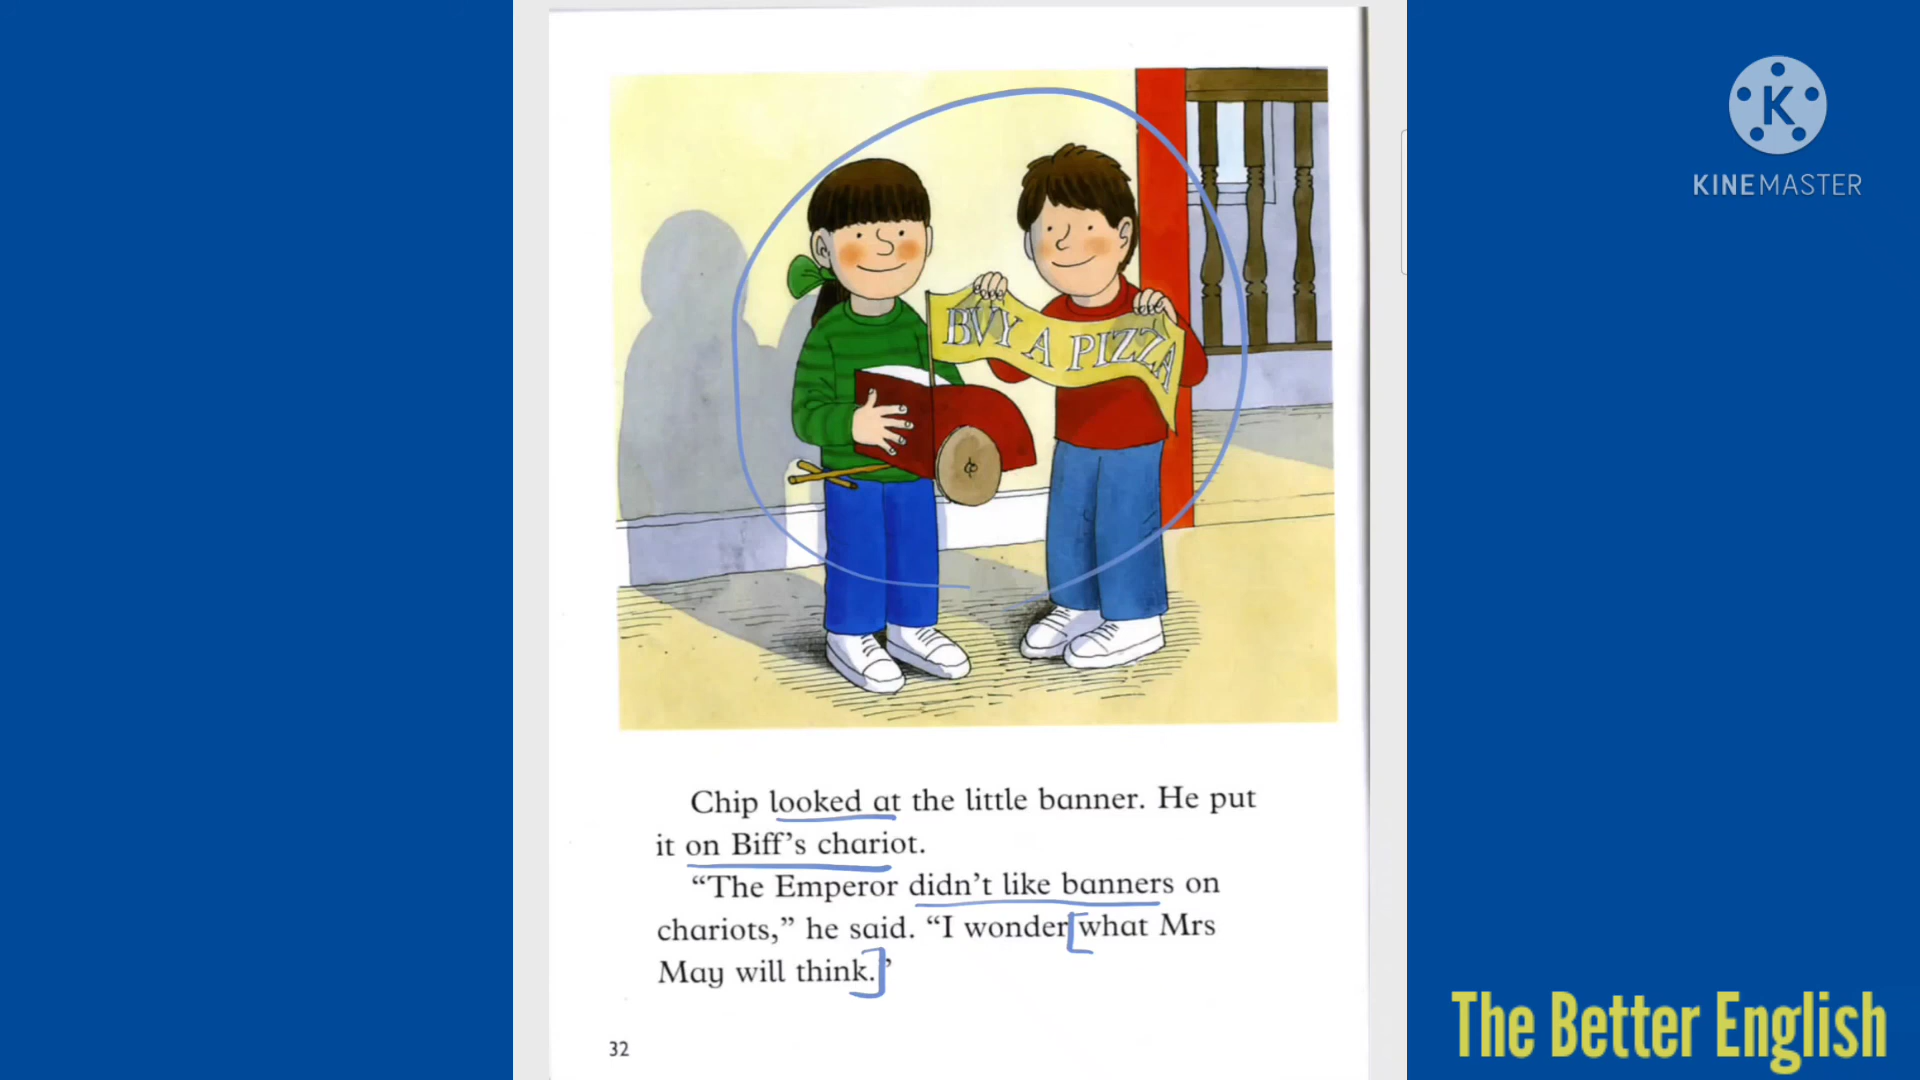 K
KINEMASTER
BVY A PIZZA
Chip looked at the little banner. He put
it on Biff's chariot.
“The Emperor didn't like banners on
chariots,” he said. “I wonder [what Mrs
May will think.]”
32
The Better English